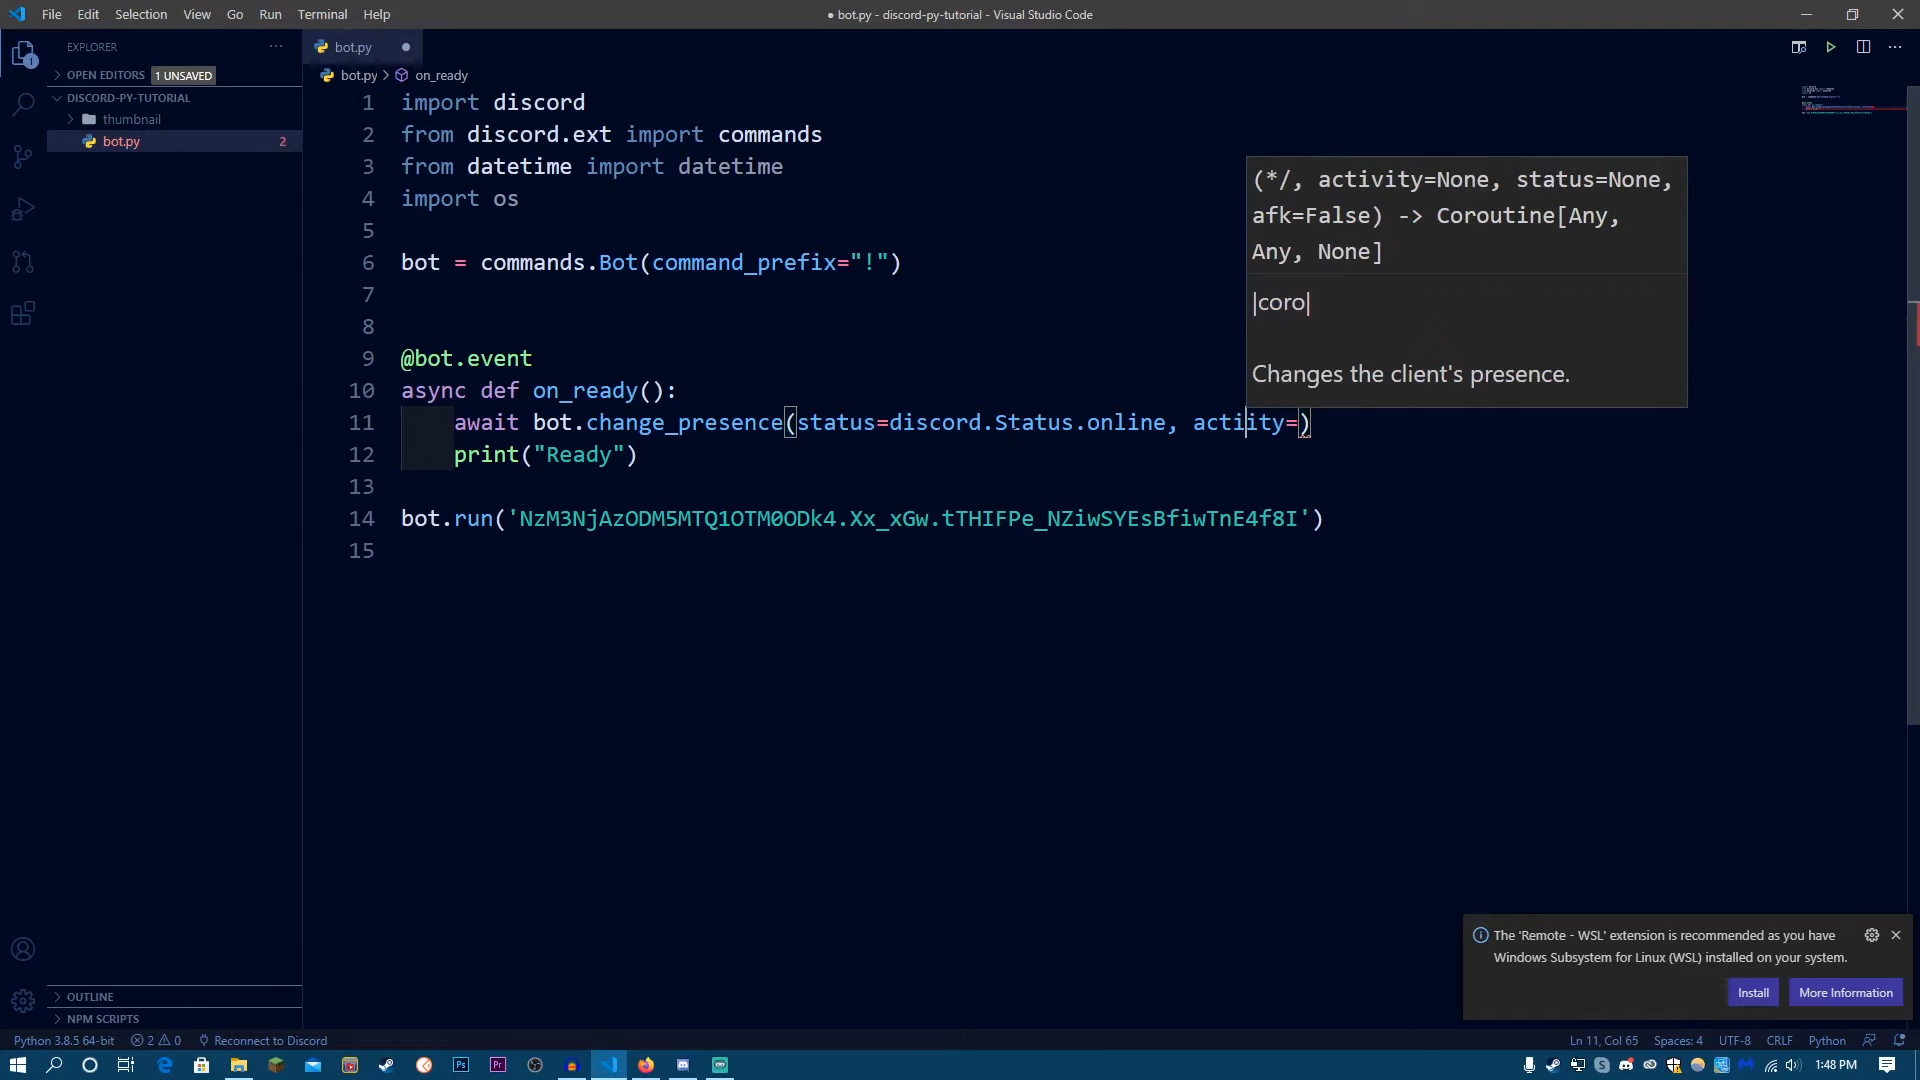 File Edit Selection View Go Run Terminal Help
● bot.py - discord-py-tutorial - Visual Studio Code
EXPLORER
OPEN EDITORS 1 UNSAVED
DISCORD-PY-TUTORIAL
thumbnail
bot.py 2
OUTLINE
NPM SCRIPTS
bot.py
bot.py > on_ready
1 import discord
2 from discord.ext import commands
3 from datetime import datetime
4 import os
5
6 bot = commands.Bot(command_prefix="!")
7
8
9 @bot.event
10 async def on_ready():
11 await bot.change_presence(status=discord.Status.online, actiity=)
12 print("Ready")
13
14 bot.run('NzM3NjAzODM5MTQ1OTM0ODk4.Xx_xGw.tTHIFPe_NZiwSYEsBfiwTnE4f8I')
15
(*/, activity=None, status=None,
afk=False) -> Coroutine[Any,
Any, None]
|coro|
Changes the client's presence.
The 'Remote - WSL' extension is recommended as you have
Windows Subsystem for Linux (WSL) installed on your system.
Install More Information
Python 3.8.5 64-bit 2 0 Reconnect to Discord
Ln 11, Col 65 Spaces: 4 UTF-8 CRLF Python
1:48 PM